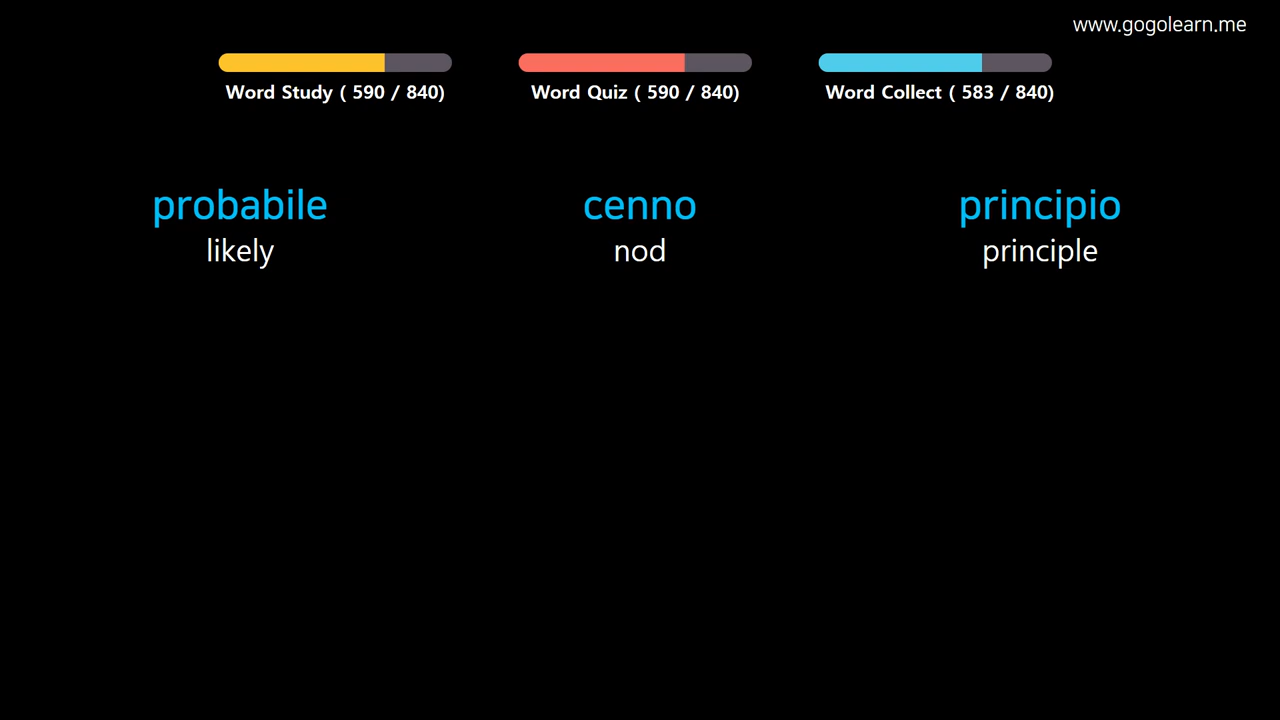 www.gogolearn.me
Word Study ( 590 / 840)
Word Quiz ( 590 / 840)
Word Collect ( 583 / 840)
probabile
likely
cenno
nod
principio
principle